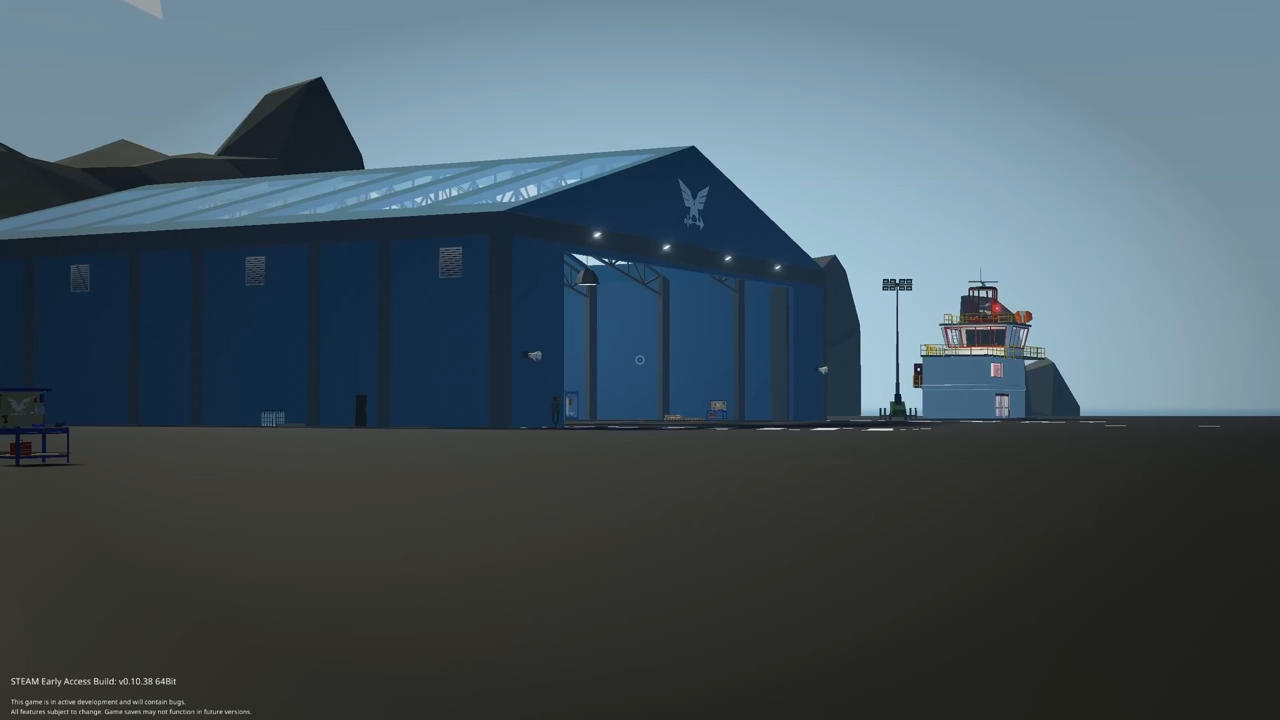 STEAM Early Access Build: v0.10.38 64Bit
This game is in active development and will contain bugs.
All features subject to change. Game saves may not function in future versions.